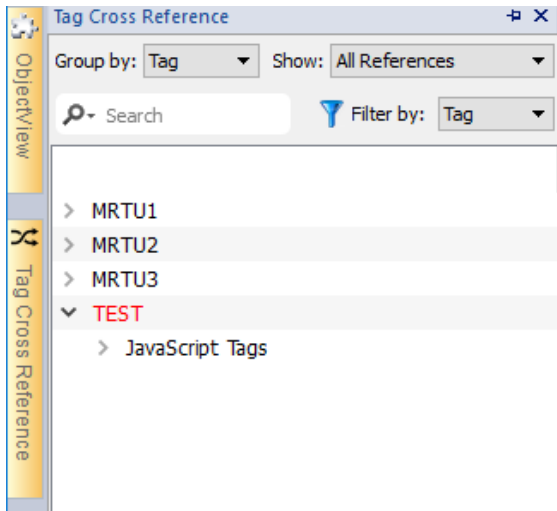 Tag Cross Reference
Group by: Tag Show: All References
Search Filter by: Tag
MRTU1
MRTU2
MRTU3
TEST
JavaScript Tags
ObjectView
Tag Cross Reference